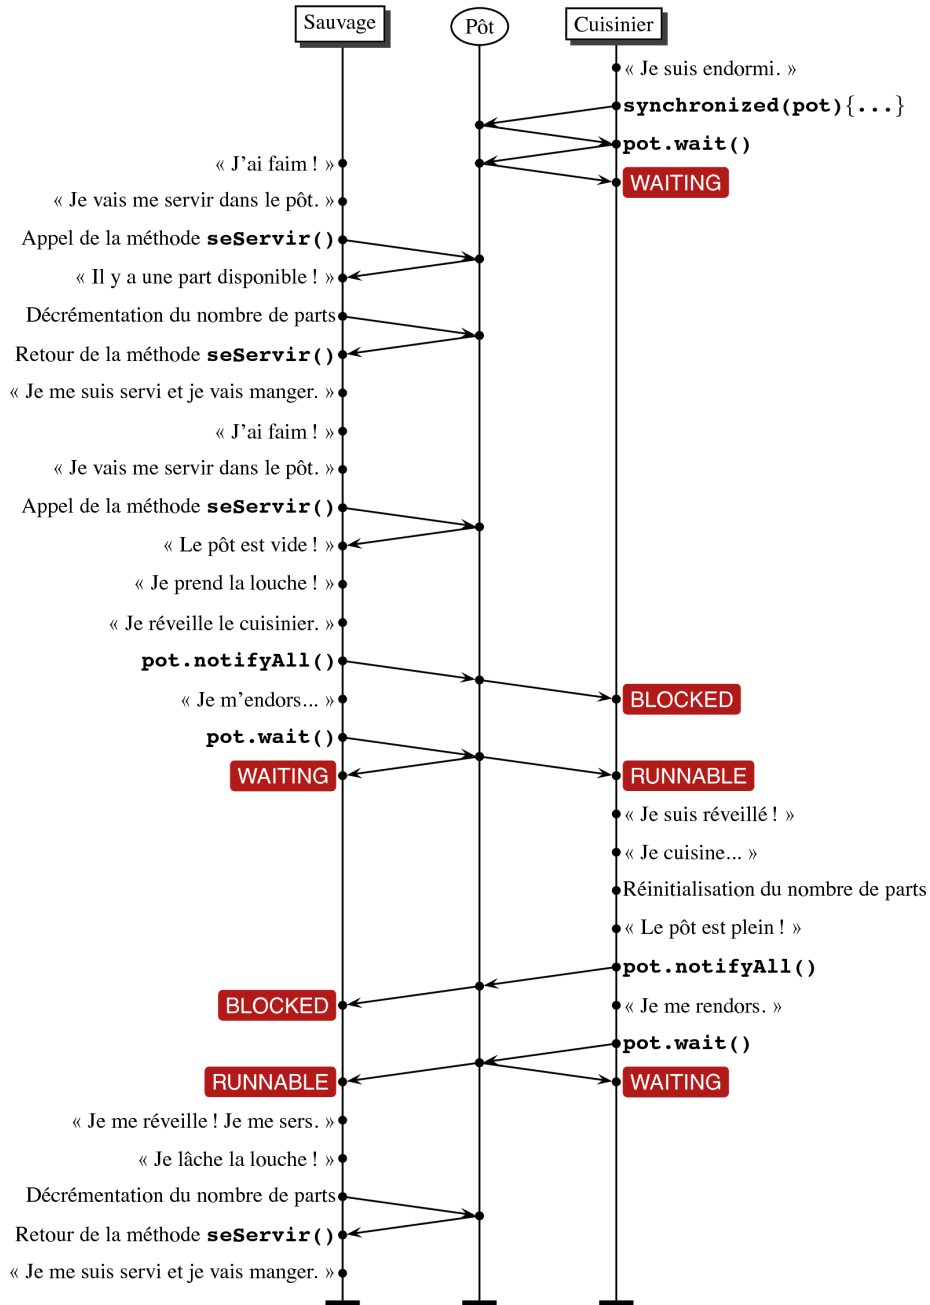 Sauvage
Pôt
Cuisinier
« Je suis endormi. »
synchronized(pot){...}
pot.wait()
« J'ai faim ! »
WAITING
« Je vais me servir dans le pôt. »
Appel de la méthode seServir()
« Il y a une part disponible ! »
Décrémentation du nombre de parts
Retour de la méthode seServir()
« Je me suis servi et je vais manger. »
« J'ai faim ! »
« Je vais me servir dans le pôt. »
Appel de la méthode seServir()
« Le pôt est vide ! »
« Je prend la louche ! »
« Je réveille le cuisinier. »
pot.notifyAll()
« Je m'endors... »
BLOCKED
pot.wait()
WAITING
RUNNABLE
« Je suis réveillé ! »
« Je cuisine... »
Réinitialisation du nombre de parts
« Le pôt est plein ! »
pot.notifyAll()
BLOCKED
« Je me rendors. »
pot.wait()
RUNNABLE
WAITING
« Je me réveille ! Je me sers. »
« Je lâche la louche ! »
Décrémentation du nombre de parts
Retour de la méthode seServir()
« Je me suis servi et je vais manger. »